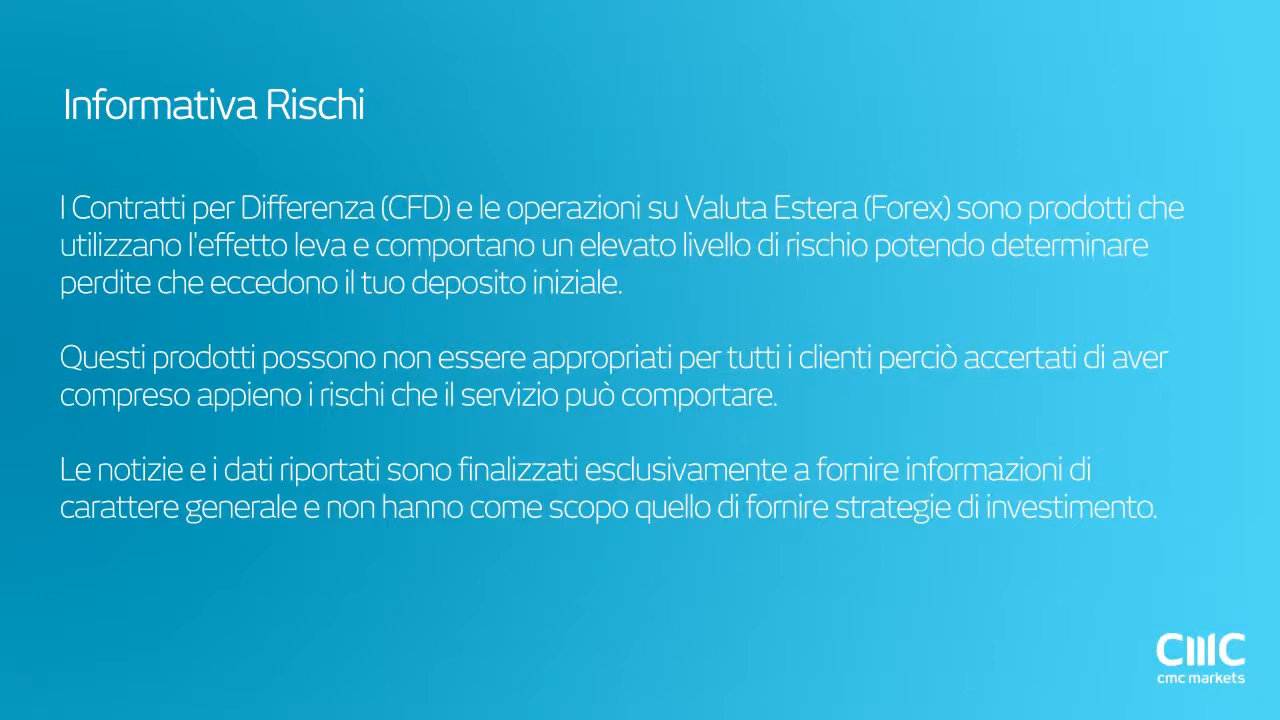 Informativa Rischi
I Contratti per Differenza (CFD) e le operazioni su Valuta Estera (Forex) sono prodotti che
utilizzano l'effetto leva e comportano un elevato livello di rischio potendo determinare
perdite che eccedono il tuo deposito iniziale.
Questi prodotti possono non essere appropriati per tutti i clienti perciò accertati di aver
compreso appieno i rischi che il servizio può comportare.
Le notizie e i dati riportati sono finalizzati esclusivamente a fornire informazioni di
carattere generale e non hanno come scopo quello di fornire strategie di investimento.
CMC
cmc markets